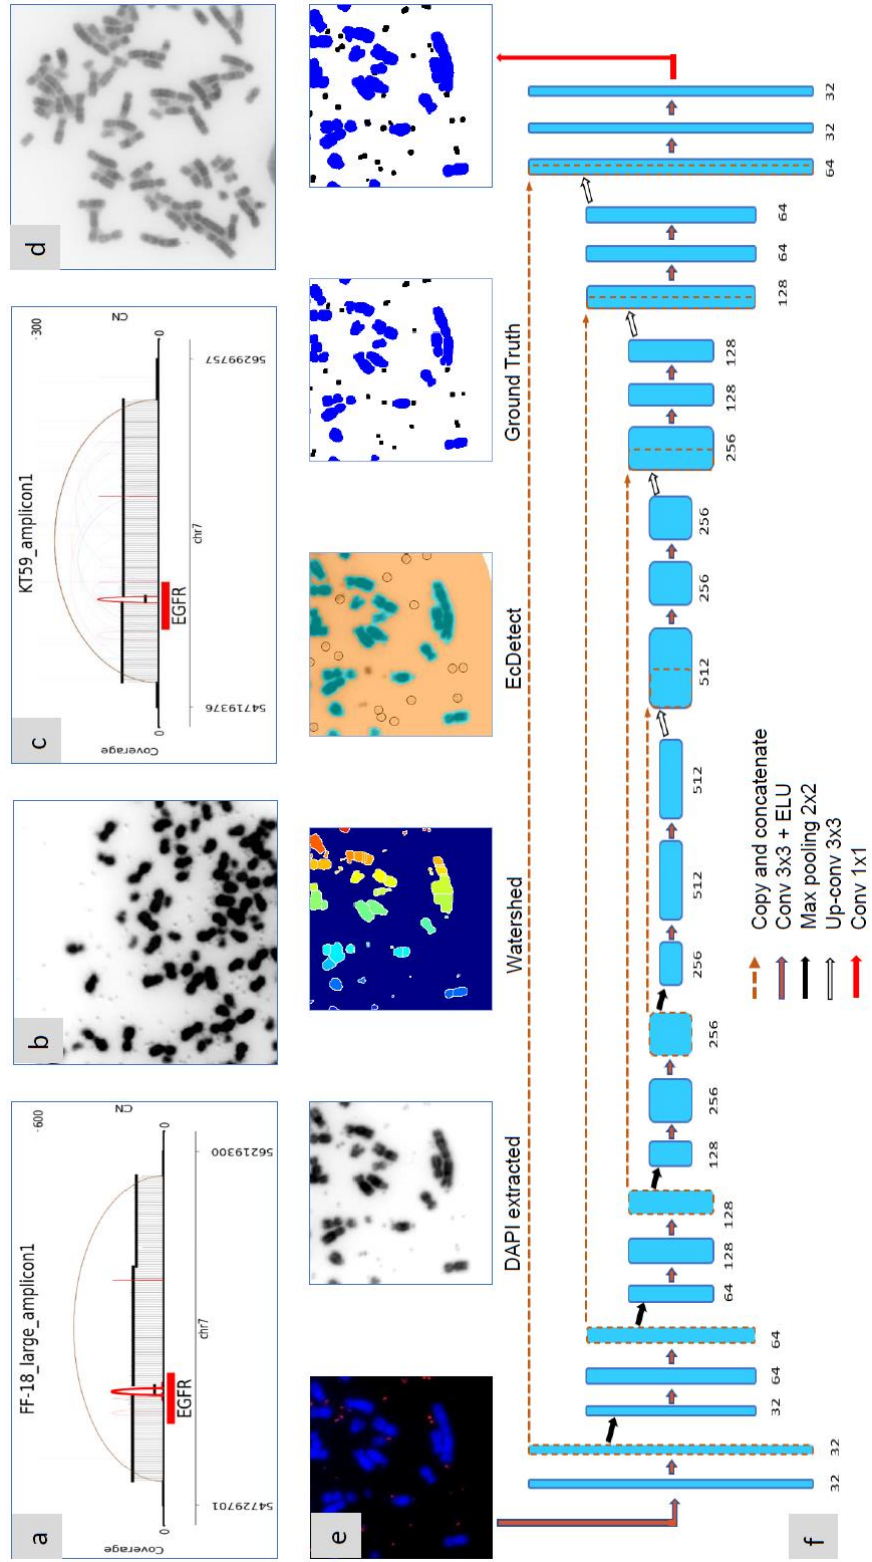 a
FF-18_large_amplicon1
Coverage
0
600
CN
0
EGFR
54729701
chr7
56219300
b
c
KT59_amplicon1
Coverage
0
300
CN
0
EGFR
54719376
chr7
56299757
d
e
DAPI extracted
Watershed
EcDetect
Ground Truth
f
32
32
32
64
64
64
128
128
128
256
256
256
512
512
512
256
256
256
128
128
128
64
64
64
32
32
Copy and concatenate
Conv 3x3 + ELU
Max pooling 2x2
Up-conv 3x3
Conv 1x1